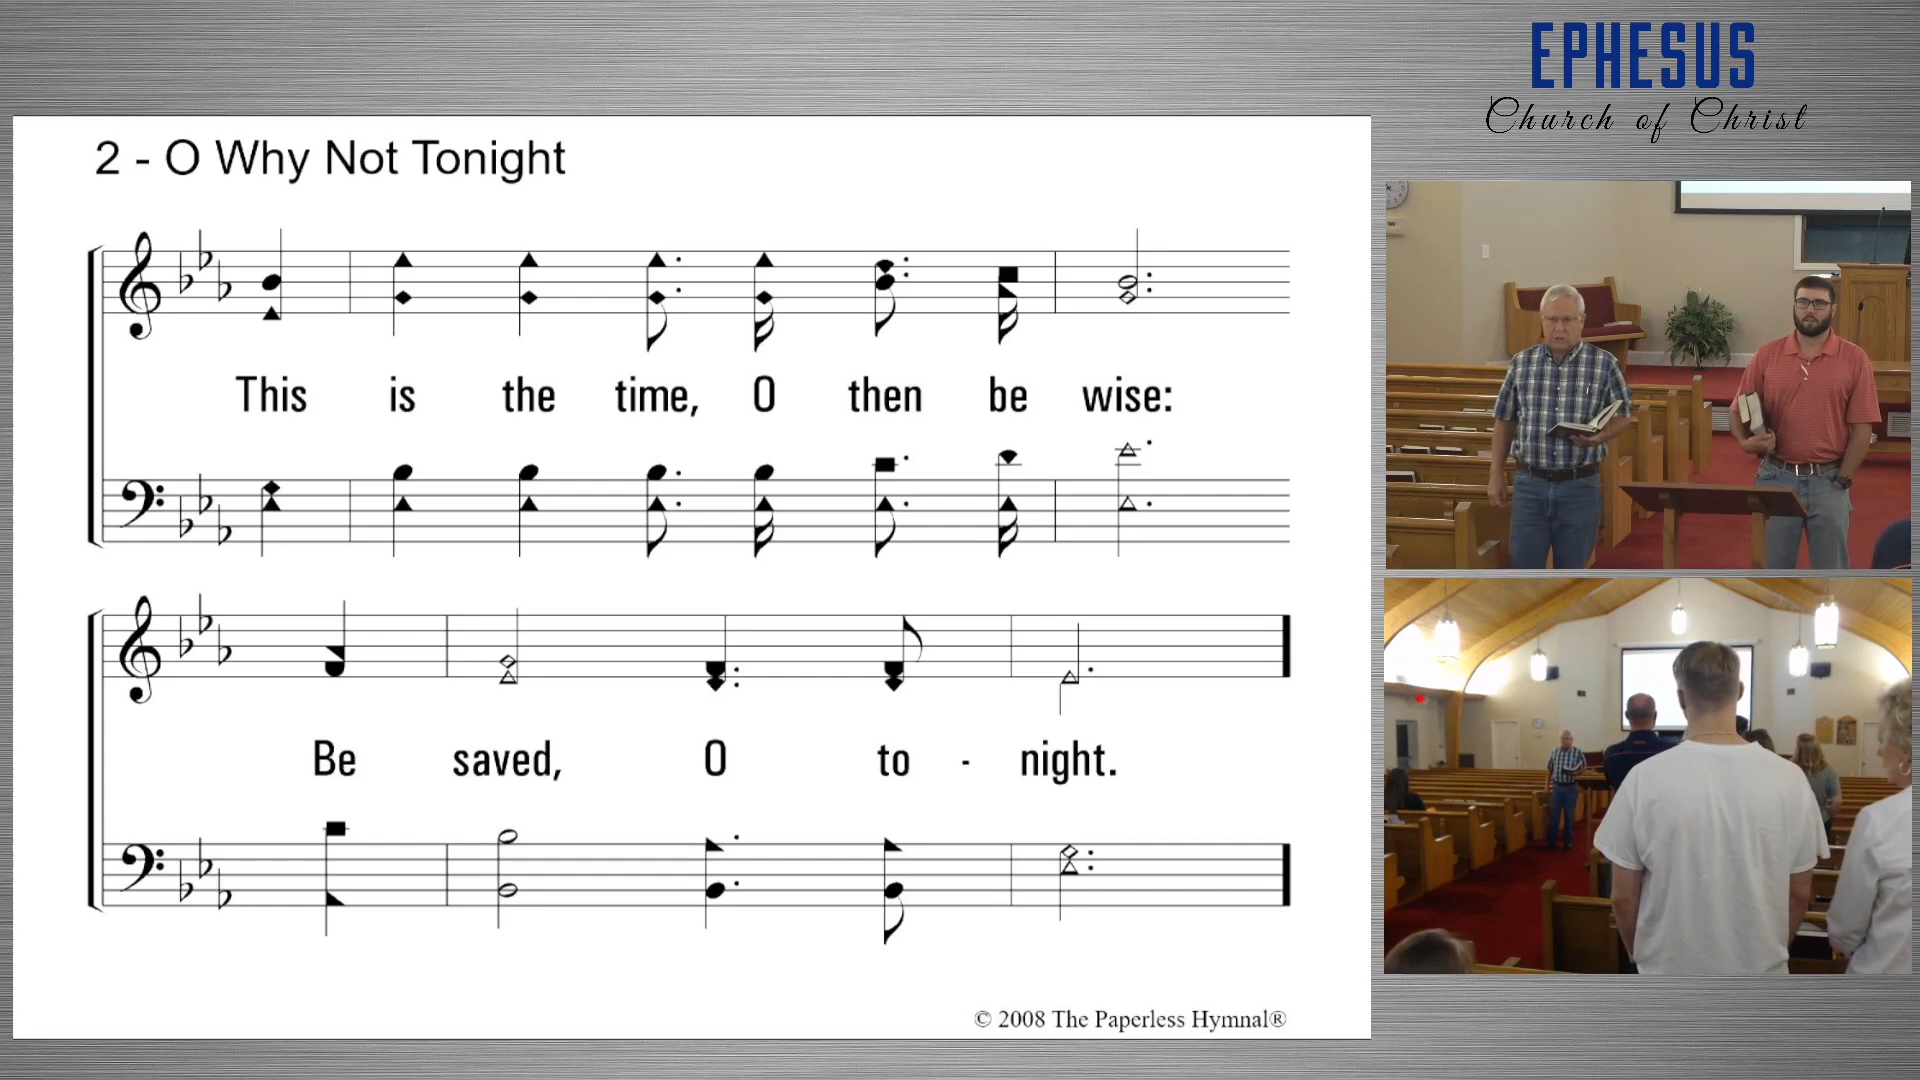 EPHESUS
Church of Christ
2 - O Why Not Tonight
This is the time, O then be wise:
Be saved, O to - night.
© 2008 The Paperless Hymnal®